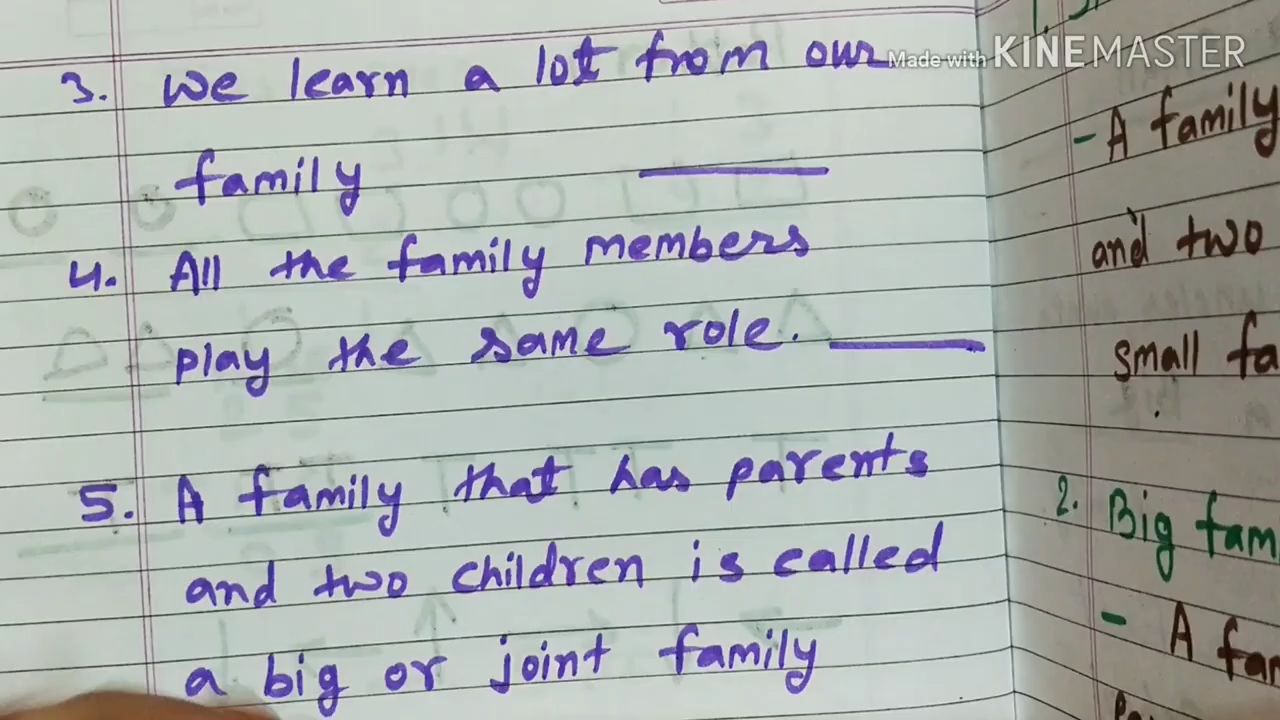 3. We learn a lot from our
family
4. All the family members
play the same role.
5. A family that has parents
and two children is called
a big or joint family
Made with KINEMASTER
- A family
and two
small fa
2. Big fam
- A fam